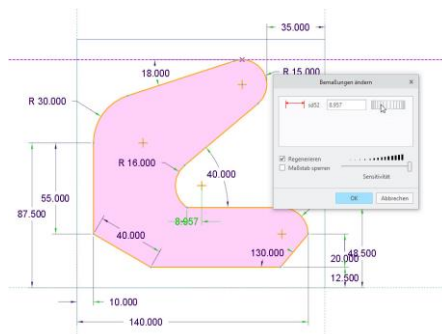 35.000
18.000
R 15.000
R 30.000
Bemaßungen ändern
sd52 8.957
R 16.000
40.000
Regenerieren
Maßstab sperren
Sensitivität
OK Abbrechen
55.000
87.500
8.957
40.000
130.000
20.000
48.500
12.500
10.000
140.000